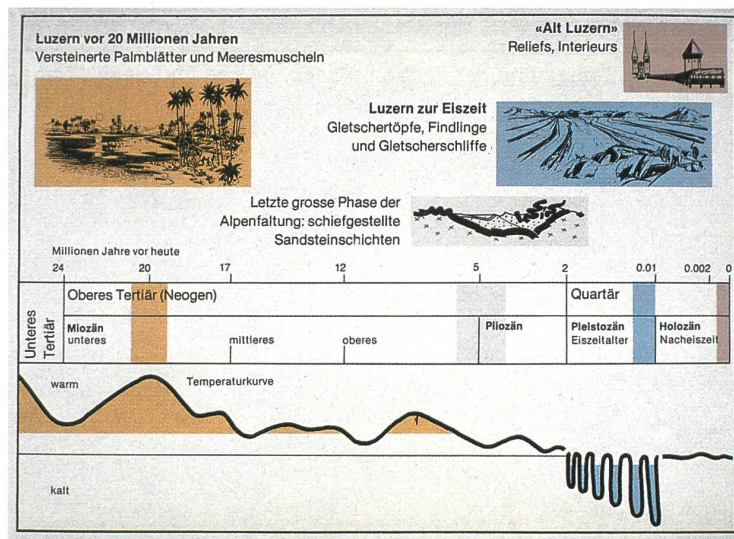 Luzern vor 20 Millionen Jahren
Versteinerte Palmblätter und Meeresmuscheln
«Alt Luzern»
Reliefs, Interieurs
Luzern zur Eiszeit
Gletschertöpfe, Findlinge
und Gletscherschliffe
Letzte grosse Phase der
Alpenfaltung: schiefgestellte
Sandsteinschichten
Millionen Jahre vor heute
24 20 17 12 5 2 0.01 0.002 0
Unteres
Tertiär
Oberes Tertiär (Neogen)
Quartär
Miozän
unteres
mittleres
oberes
Pliozän
Pleistozän
Eiszeitalter
Holozän
Nacheiszeit
warm
Temperaturkurve
kalt